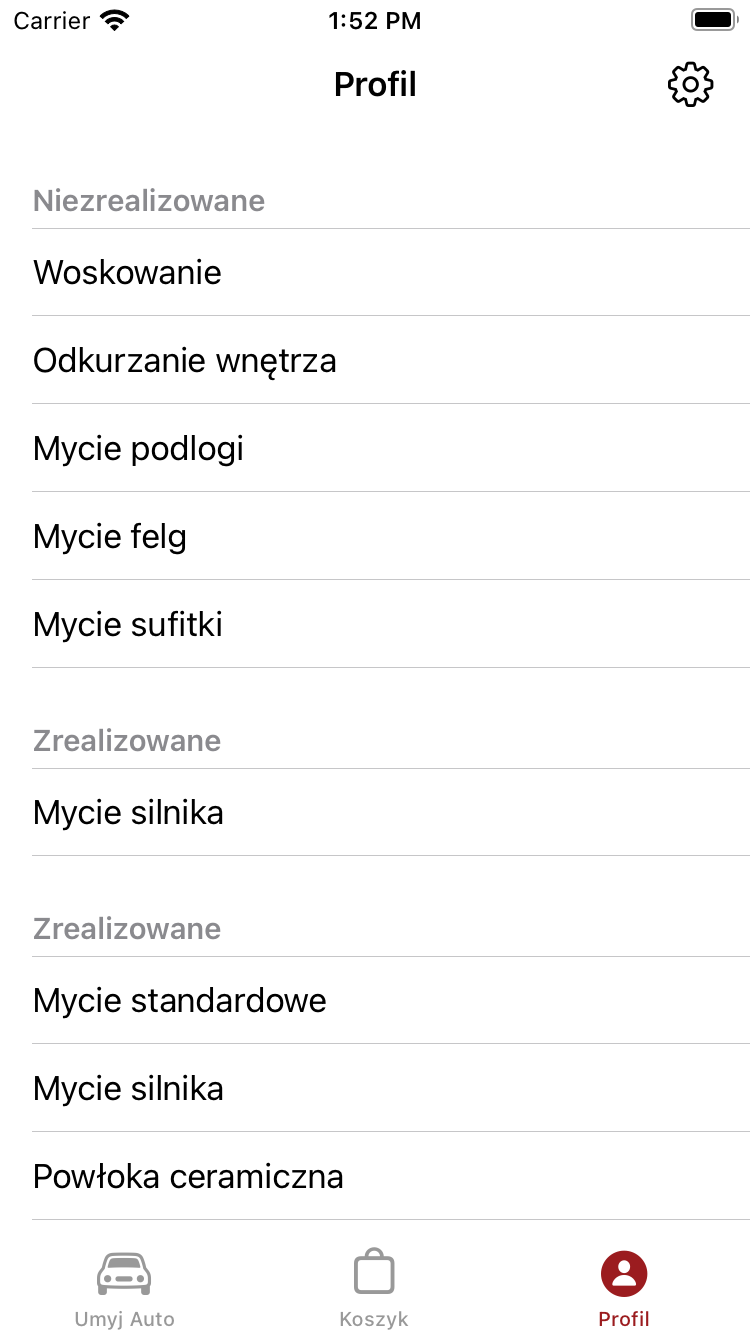 Carrier 1:52 PM
Profil
Niezrealizowane
Woskowanie
Odkurzanie wnętrza
Mycie podlogi
Mycie felg
Mycie sufitki
Zrealizowane
Mycie silnika
Zrealizowane
Mycie standardowe
Mycie silnika
Powłoka ceramiczna
Umyj Auto Koszyk Profil